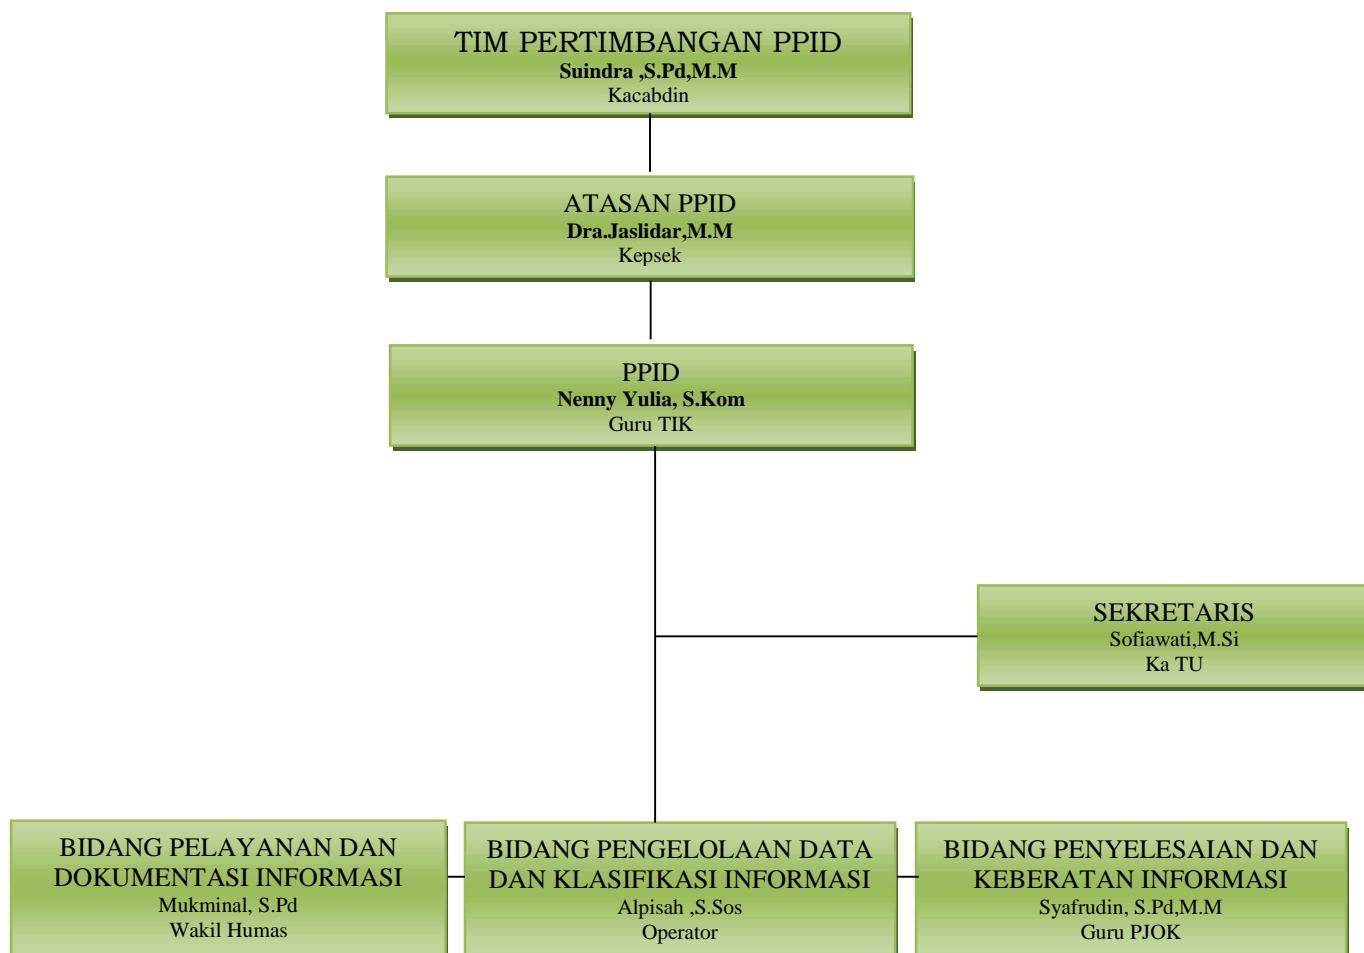 TIM PERTIMBANGAN PPID
Suindra ,S.Pd,M.M
Kacabdin
ATASAN PPID
Dra.Jaslidar,M.M
Kepsek
PPID
Nenny Yulia, S.Kom
Guru TIK
SEKRETARIS
Sofiawati,M.Si
Ka TU
BIDANG PELAYANAN DAN
DOKUMENTASI INFORMASI
Mukminal, S.Pd
Wakil Humas
BIDANG PENGELOLAAN DATA
DAN KLASIFIKASI INFORMASI
Alpisah ,S.Sos
Operator
BIDANG PENYELESAIAN DAN
KEBERATAN INFORMASI
Syafrudin, S.Pd,M.M
Guru PJOK